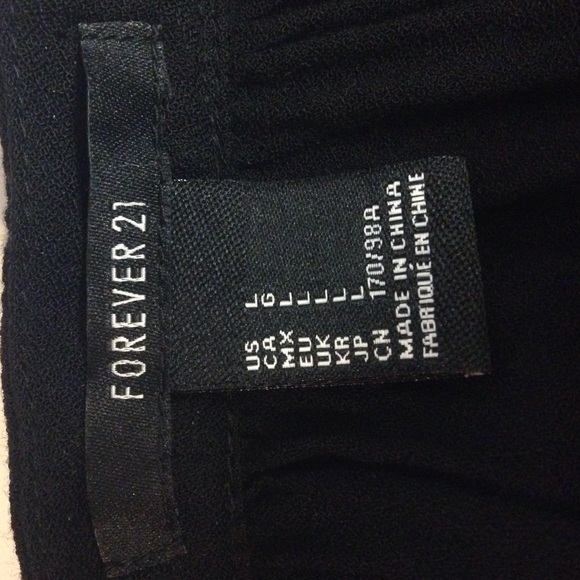 FOREVER 21
US L
CA G
MX L
EU L
UK L
KR L
JP L
CN 170/98A
MADE IN CHINA
FABRIQUÉ EN CHINE